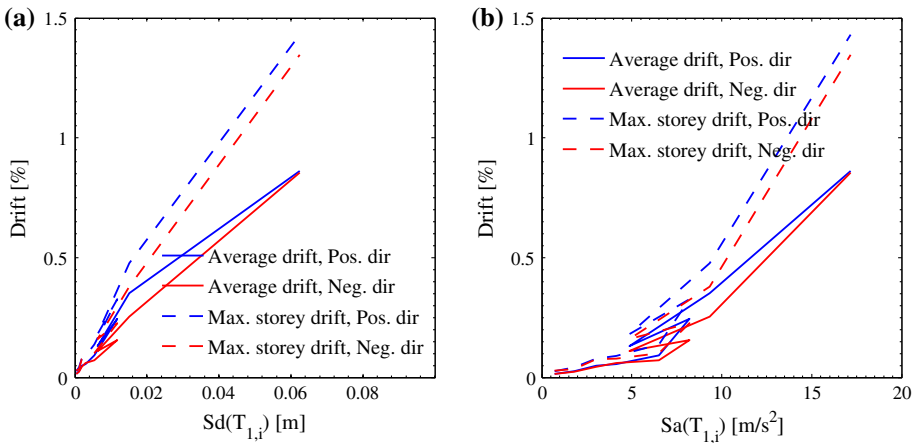 (a)
1.5
1
0.5
0
Drift [%]
0 0.02 0.04 0.06 0.08
Sd(T1,i) [m]
Average drift, Pos. dir
Average drift, Neg. dir
Max. storey drift, Pos. dir
Max. storey drift, Neg. dir
(b)
1.5
1
0.5
0
Drift [%]
0 5 10 15 20
Sa(T1,i) [m/s2]
Average drift, Pos. dir
Average drift, Neg. dir
Max. storey drift, Pos. dir
Max. storey drift, Neg. dir